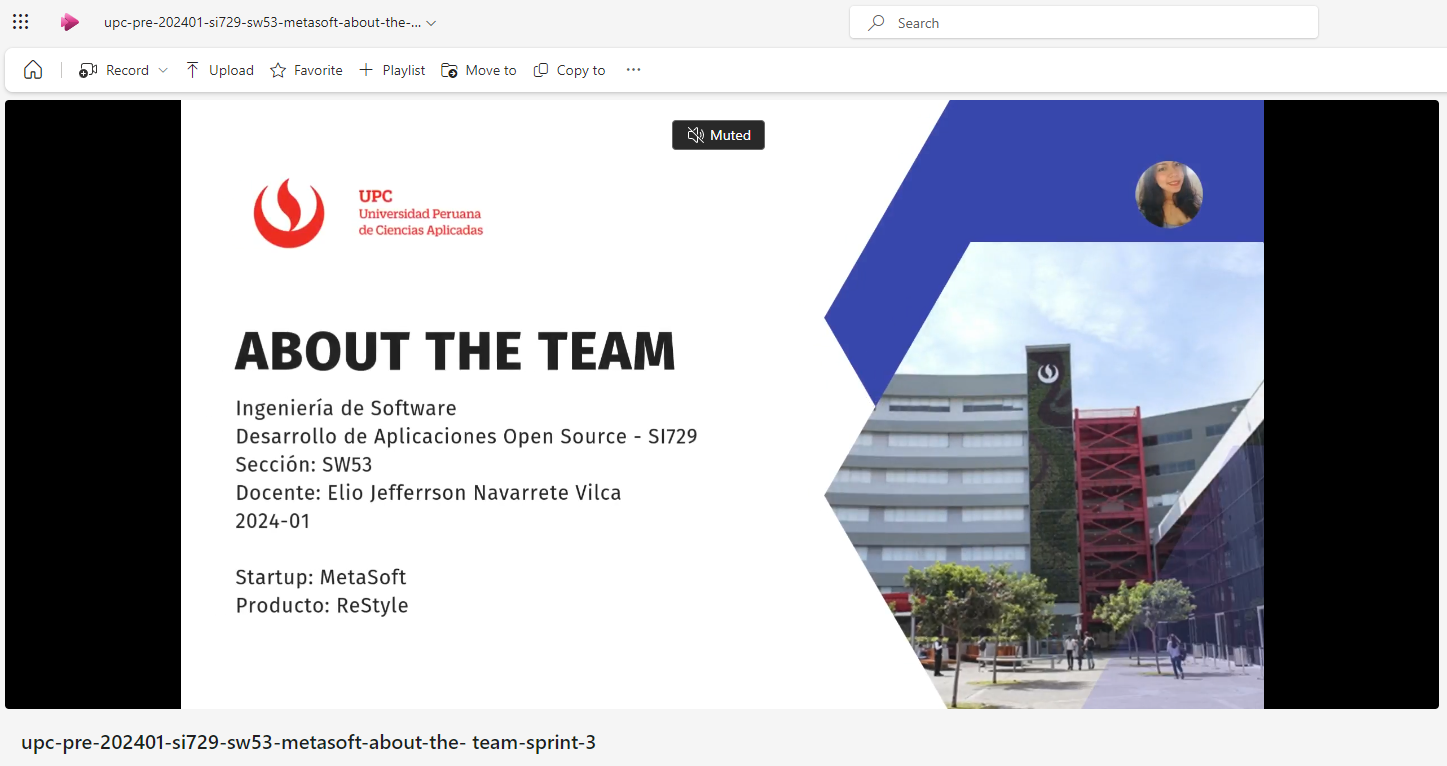 upc-pre-202401-si729-sw53-metasoft-about-the-...
Search
Record
Upload
Favorite
Playlist
Move to
Copy to
...
Muted
UPC
Universidad Peruana
de Ciencias Aplicadas
ABOUT THE TEAM
Ingeniería de Software
Desarrollo de Aplicaciones Open Source - SI729
Sección: SW53
Docente: Elio Jefferrson Navarrete Vilca
2024-01
Startup: MetaSoft
Producto: ReStyle
upc-pre-202401-si729-sw53-metasoft-about-the- team-sprint-3